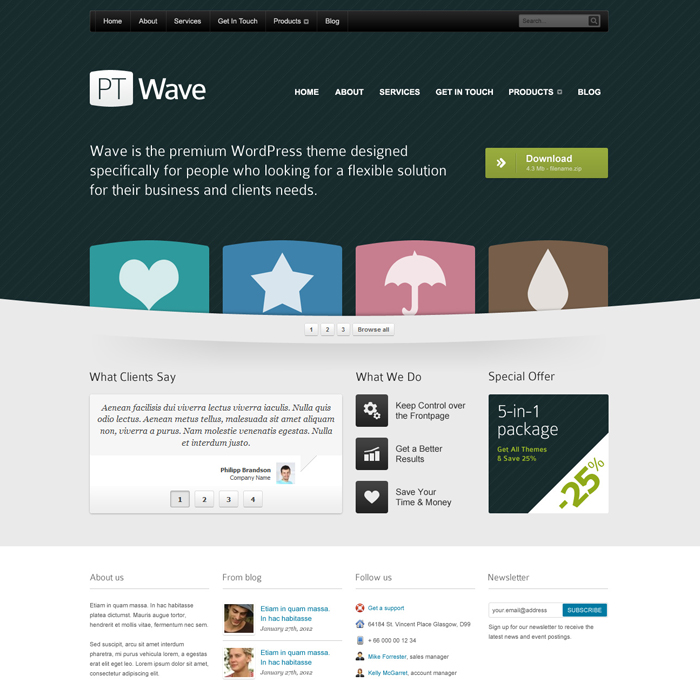 Home About Services Get In Touch Products Blog Search...
PT Wave
HOME ABOUT SERVICES GET IN TOUCH PRODUCTS BLOG
Wave is the premium WordPress theme designed
specifically for people who looking for a flexible solution
for their business and clients needs.
Download
4.3 Mb - filename.zip
1 2 3 Browse all
What Clients Say
Aenean facilisis dui viverra lectus viverra iaculis. Nulla quis
odio lectus. Aenean metus tellus, malesuada sit amet aliquam
non, viverra a purus. Nam molestie venenatis egestas. Nulla
et interdum justo.
Philipp Brandson
Company Name
1 2 3 4
What We Do
Keep Control over
the Frontpage
Get a Better
Results
Save Your
Time & Money
Special Offer
5-in-1
package
Get All Themes
& Save 25%
-25%
About us
Etiam in quam massa. In hac habitasse
platea dictumst. Mauris augue tortor,
hendrerit et mollis vitae, fermentum nec sem.
Sed suscipit, arcu sit amet interdum
pharetra, mi purus vehicula lorem, a egestas
erat elit eget leo. Lorem ipsum dolor sit amet,
consectetur adipiscing elit.
From blog
Etiam in quam massa.
In hac habitasse
January 27th, 2012
Etiam in quam massa.
In hac habitasse
January 27th, 2012
Follow us
Get a support
64184 St. Vincent Place Glasgow, D99
+ 66 000 00 12 34
Mike Forrester, sales manager
Kelly McGarret, account manager
Newsletter
your.email@address SUBSCRIBE
Sign up for our newsletter to receive the
latest news and event postings.